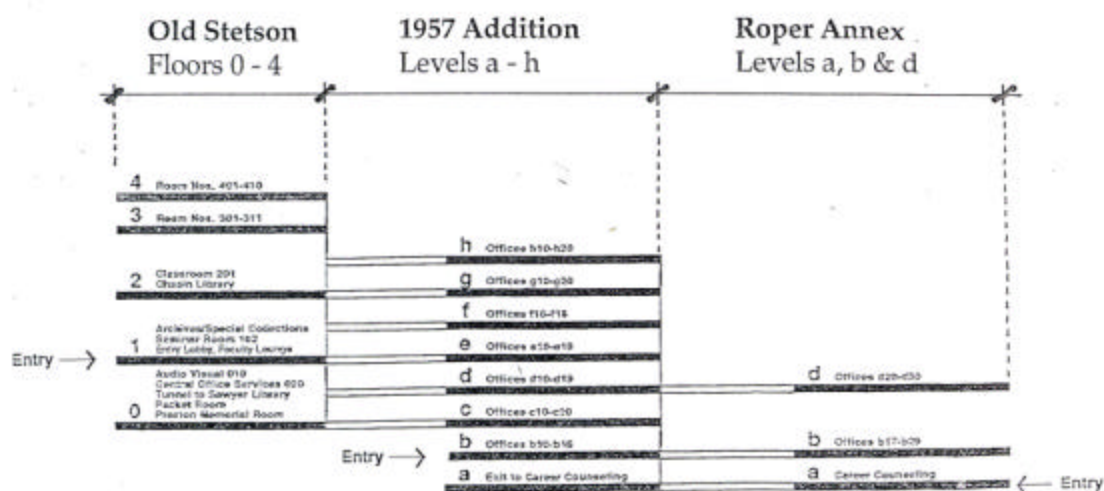 Old Stetson
Floors 0 - 4
1957 Addition
Levels a - h
Roper Annex
Levels a, b & d
4 Room Nos. 401-410
3 Room Nos. 301-311
h Offices h10-h20
2 Classroom 201
Chapin Library
g Offices g10-g20
f Offices f10-f18
Archives/Special Collections
Seminar Room 102
Entry Lobby, Faculty Lounge
Entry
1
e Offices e10-e19
Audio Visual 010
Central Office Services 000
Tunnel to Sawyer Library
Packet Room
Preston Memorial Room
0
d Offices d10-d19
d Offices d20-d30
c Offices c10-c20
Entry
b Offices b10-b16
b Offices b17-b29
a Exit to Career Counseling
a Career Counseling
Entry